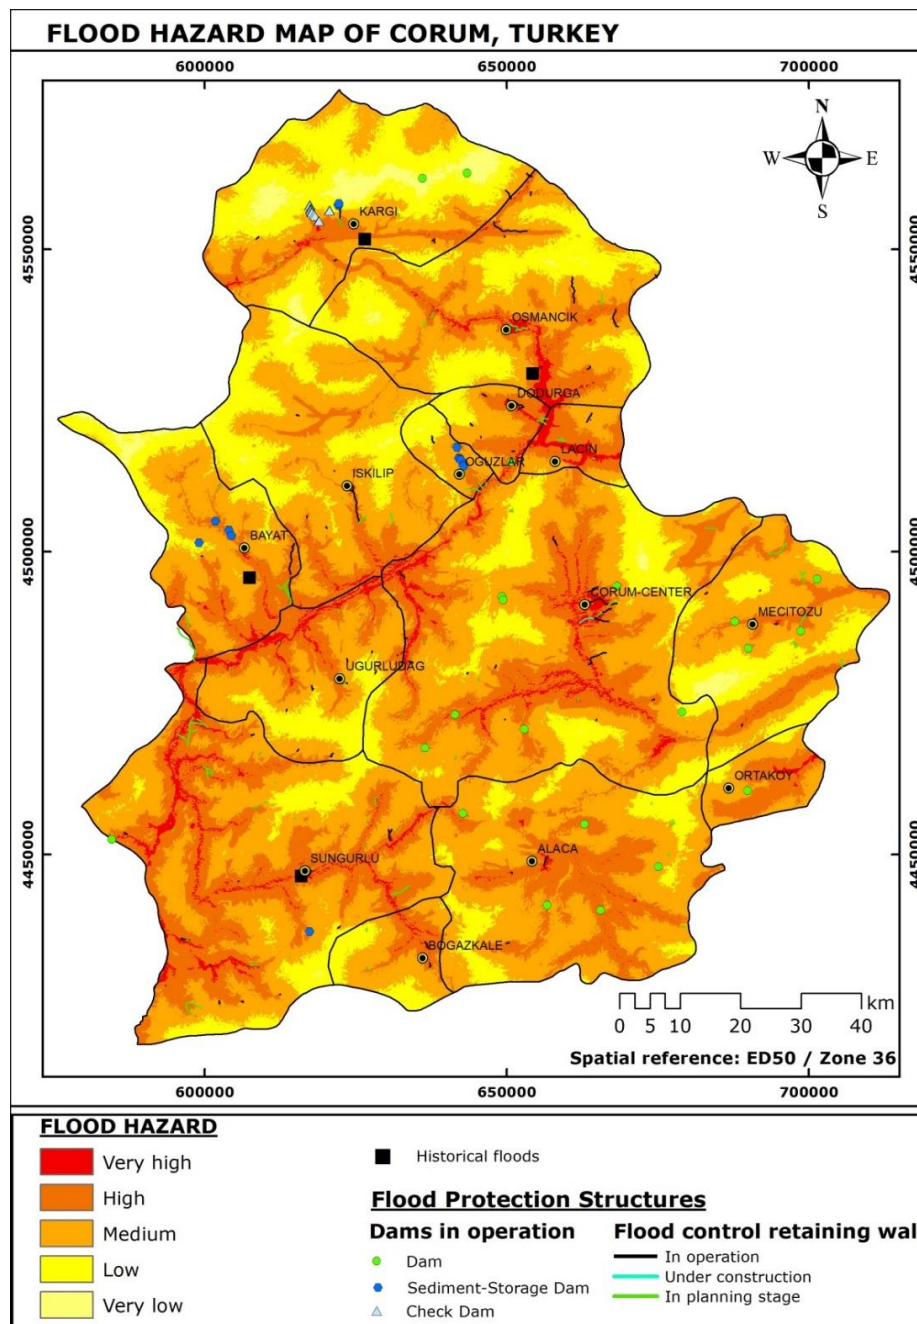 FLOOD HAZARD MAP OF CORUM, TURKEY
600000 650000 700000
N
W E
S
KARGI
4550000 4550000
OSMANCIK
DODURGA
LACIN
OGUZLAR
ISKILIP
4500000 4500000
BAYAT
CORUM-CENTER
MECITOZU
UGURLUDAG
ORTAKOY
4450000 4450000
ALACA
SUNGURLU
BOGAZKALE
km
0 5 10 20 30 40
Spatial reference: ED50 / Zone 36
600000 650000 700000
FLOOD HAZARD
Very high
High
Medium
Low
Very low
Historical floods
Flood Protection Structures
Dams in operation
Dam
Sediment-Storage Dam
Check Dam
Flood control retaining wal
In operation
Under construction
In planning stage